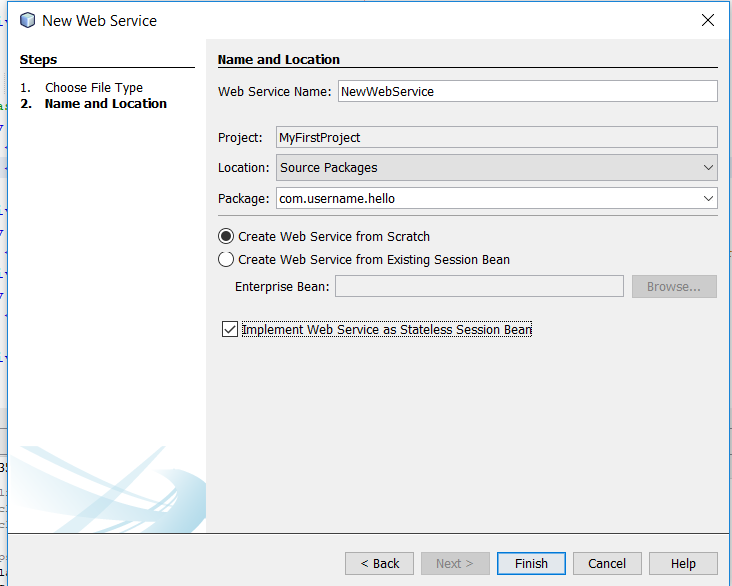 New Web Service
Steps
1. Choose File Type
2. Name and Location
Name and Location
Web Service Name: NewWebService
Project: MyFirstProject
Location: Source Packages
Package: com.username.hello
Create Web Service from Scratch
Create Web Service from Existing Session Bean
Enterprise Bean: Browse...
Implement Web Service as Stateless Session Bean
< Back Next > Finish Cancel Help